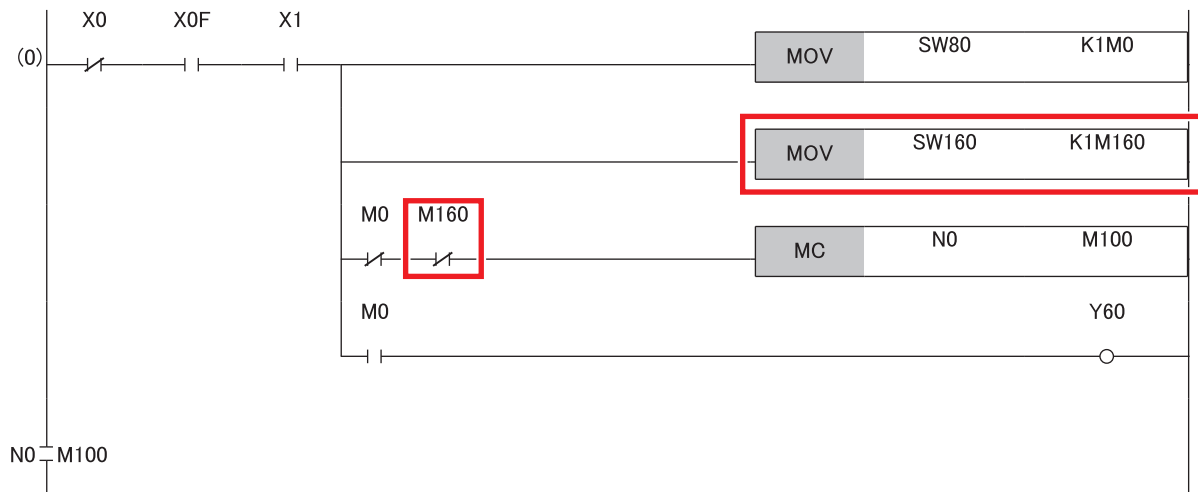 X0 X0F X1
(0) MOV SW80 K1M0
MOV SW160 K1M160
M0 M160
MC N0 M100
M0 Y60
N0 M100